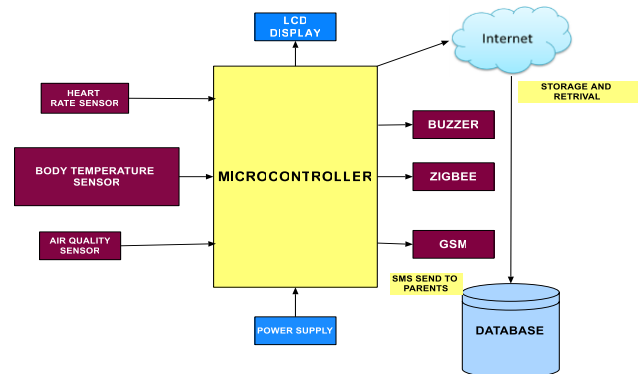 LCD
DISPLAY
Internet
STORAGE AND
RETRIVAL
HEART
RATE SENSOR
BUZZER
BODY TEMPERATURE
SENSOR
MICROCONTROLLER
ZIGBEE
AIR QUALITY
SENSOR
GSM
SMS SEND TO
PARENTS
POWER SUPPLY
DATABASE